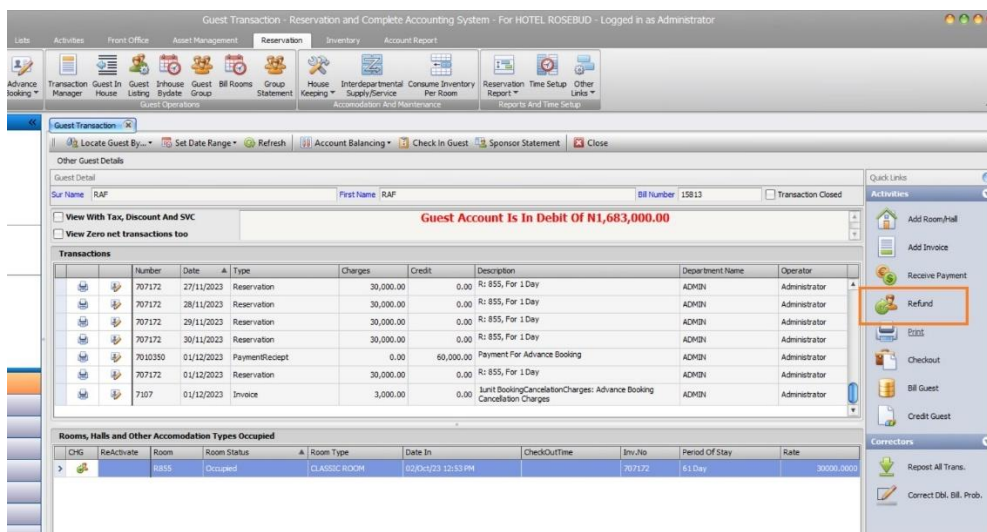 Guest Transaction - Reservation and Complete Accounting System - For HOTEL ROSEBUD - Logged in as Administrator
Lists Activities Front Office Asset Management Reservation Inventory Account Report
Advance Booking Transaction Manager Guest In House Guest Listing Inhouse Bydate Guest Group Bill Rooms Group Statement House Keeping Interdepartmental Supply/Service Consume Inventory Per Room Reservation Report Time Setup Other Links
Guest Operations Accomodation And Maintenance Reports And Time Setup
Guest Transaction
Locate Guest By... Set Date Range Refresh Account Balancing Check In Guest Sponsor Statement Close
Other Guest Details
Guest Detail
Sur Name RAF First Name RAF Bill Number 15813 Transaction Closed
View With Tax, Discount And SVC
Guest Account Is In Debit Of N1,683,000.00
View Zero net transactions too
Transactions
Number Date Type Charges Credit Description Department Name Operator
707172 27/11/2023 Reservation 30,000.00 0.00 R: 855, For 1 Day ADMIN Administrator
707172 28/11/2023 Reservation 30,000.00 0.00 R: 855, For 1 Day ADMIN Administrator
707172 29/11/2023 Reservation 30,000.00 0.00 R: 855, For 1 Day ADMIN Administrator
707172 30/11/2023 Reservation 30,000.00 0.00 R: 855, For 1 Day ADMIN Administrator
7010350 01/12/2023 PaymentReciept 0.00 60,000.00 Payment For Advance Booking ADMIN Administrator
707172 01/12/2023 Reservation 30,000.00 0.00 R: 855, For 1 Day ADMIN Administrator
7107 01/12/2023 Invoice 3,000.00 0.00 1unit BookingCancelationCharges: Advance Booking Cancellation Charges ADMIN Administrator
Rooms, Halls and Other Accomodation Types Occupied
CHG ReActivate Room Room Status Room Type Date In CheckOutTime Inv.No Period Of Stay Rate
R855 Occupied CLASSIC ROOM 02/Oct/23 12:53 PM 707172 61 Day 30000.0000
Quick Links
Activities
Add Room/Hall
Add Invoice
Receive Payment
Refund
Print
Checkout
Bill Guest
Credit Guest
Correctors
Repost All Trans.
Correct Dbl. Bill. Prob.